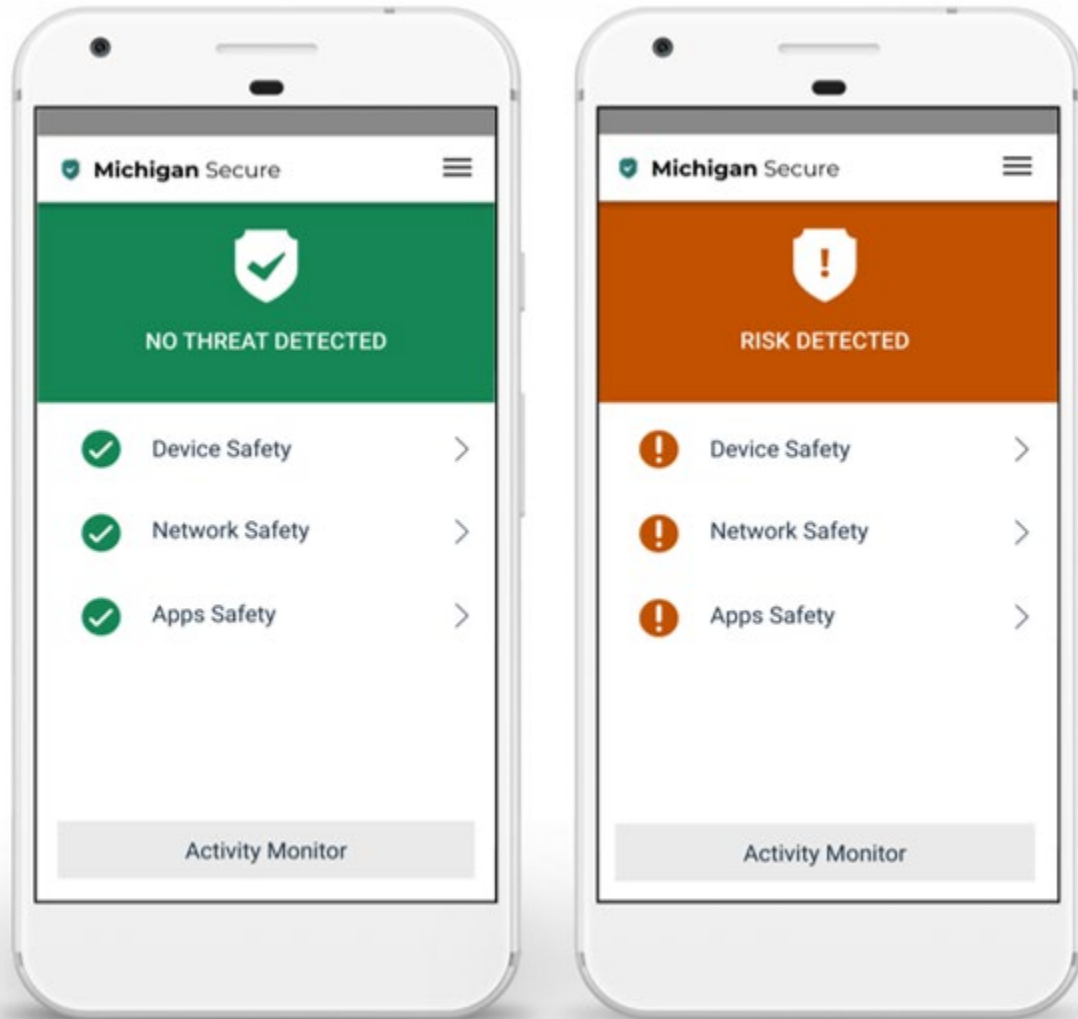 Michigan Secure
NO THREAT DETECTED
Device Safety
Network Safety
Apps Safety
Activity Monitor
Michigan Secure
RISK DETECTED
Device Safety
Network Safety
Apps Safety
Activity Monitor